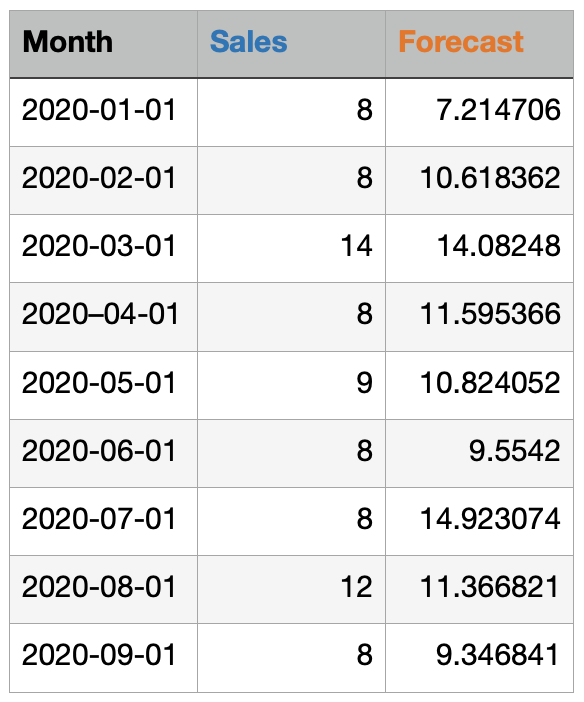 Month Sales Forecast
2020-01-01 8 7.214706
2020-02-01 8 10.618362
2020-03-01 14 14.08248
2020–04-01 8 11.595366
2020-05-01 9 10.824052
2020-06-01 8 9.5542
2020-07-01 8 14.923074
2020-08-01 12 11.366821
2020-09-01 8 9.346841